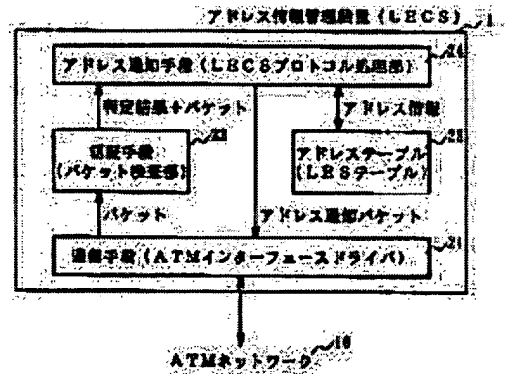 アドレス情報管理装置(LECS) 1
アドレス通知手段(LECSプロトコル処理部) 24
判定結果+パケット
アドレス情報
認証手段 22
(パケット検査部)
アドレステーブル 23
(LESテーブル)
パケット
アドレス通知パケット
通信手段(ATMインターフェースドライバ) 21
ATMネットワーク 10